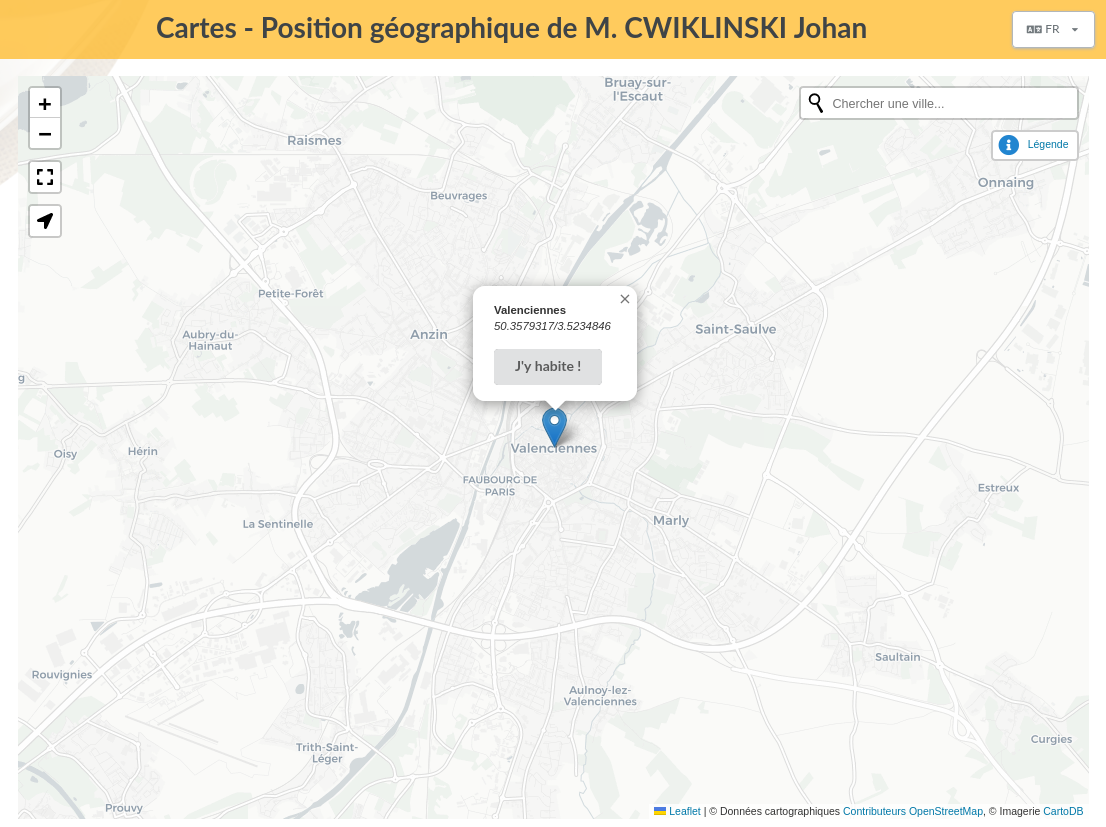 Cartes - Position géographique de M. CWIKLINSKI Johan
FR
+
−
Chercher une ville...
Légende
Bruay-sur-
l'Escaut
Raismes
Onnaing
Beuvrages
Petite-Forêt
Aubry-du-
Hainaut
Anzin
Saint-Saulve
Valenciennes
50.3579317/3.5234846
J'y habite !
g
Valenciennes
Oisy
Hérin
FAUBOURG DE
PARIS
Estreux
La Sentinelle
Marly
Saultain
Rouvignies
Aulnoy-lez-
Valenciennes
Trith-Saint-
Léger
Curgies
Prouvy
Leaflet | © Données cartographiques Contributeurs OpenStreetMap, © Imagerie CartoDB